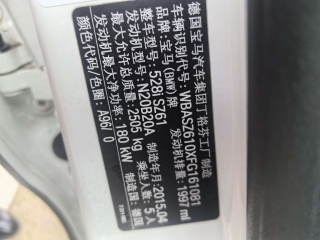 德国宝马汽车集团丁格芬工厂制造
品牌：宝马(BMW)牌
车辆识别代号：WBASZ610XFG161081
整车型号：528i SZ61
发动机型号：N20B20A
发动机排量：1997 ml
发动机最大净功率：180 kW
制造年月：2015.04
最大允许总质量：2505 kg
乘坐人数：5人
颜色代码/色圈：A96/ 0
制造国：德国